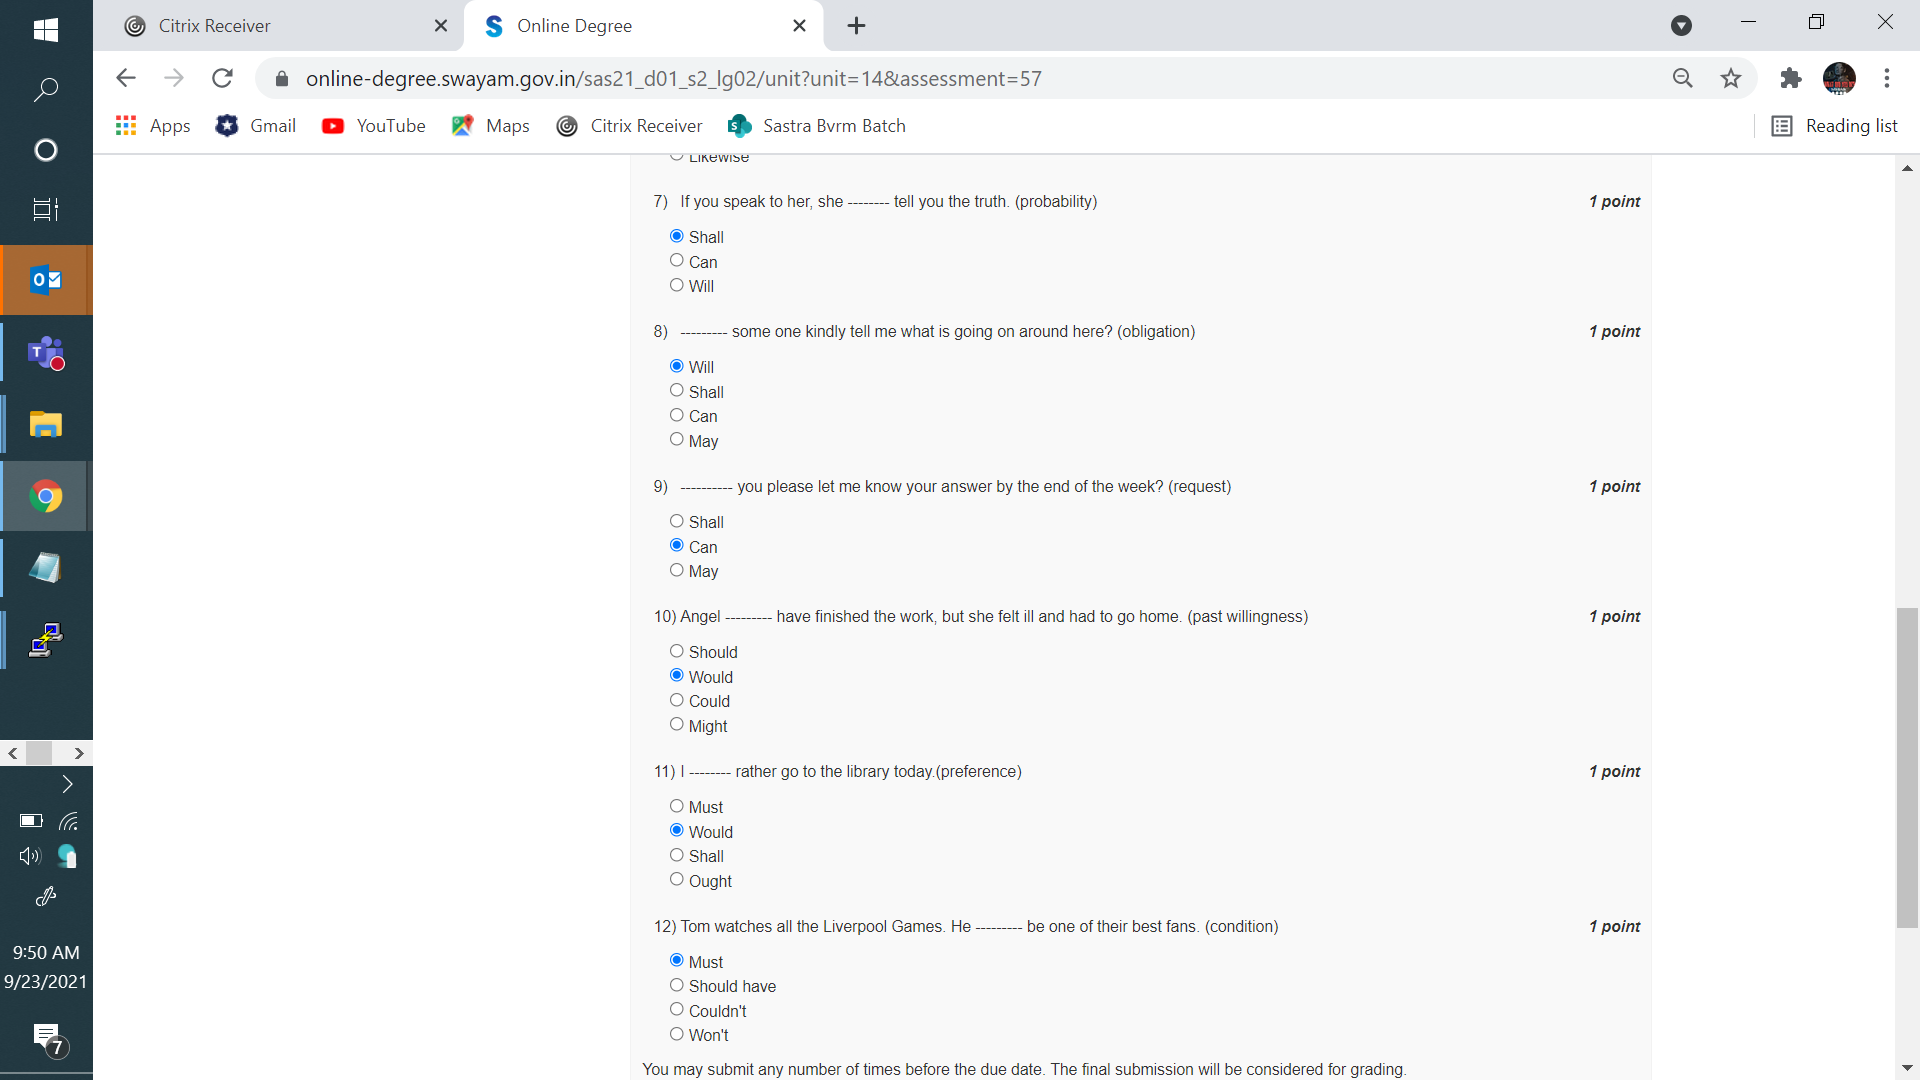 Citrix Receiver
Online Degree
online-degree.swayam.gov.in/sas21_d01_s2_lg02/unit?unit=14&assessment=57
Apps
Gmail
YouTube
Maps
Citrix Receiver
Sastra Bvrm Batch
Reading list
Likewise
7) If you speak to her, she -------- tell you the truth. (probability) 1 point
Shall
Can
Will
8) --------- some one kindly tell me what is going on around here? (obligation) 1 point
Will
Shall
Can
May
9) ---------- you please let me know your answer by the end of the week? (request) 1 point
Shall
Can
May
10) Angel --------- have finished the work, but she felt ill and had to go home. (past willingness) 1 point
Should
Would
Could
Might
11) I -------- rather go to the library today.(preference) 1 point
Must
Would
Shall
Ought
12) Tom watches all the Liverpool Games. He --------- be one of their best fans. (condition) 1 point
Must
Should have
Couldn't
Won't
You may submit any number of times before the due date. The final submission will be considered for grading.
9:50 AM
9/23/2021
7